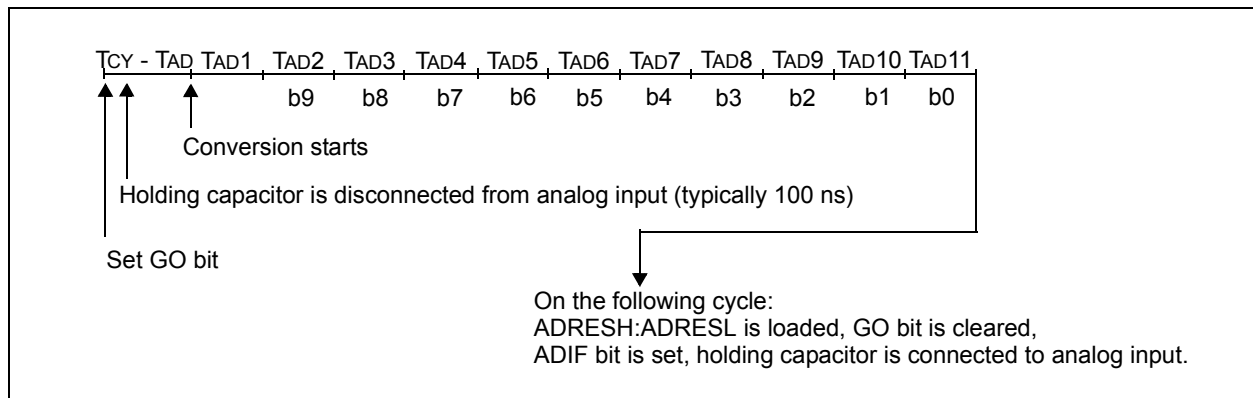 TCY - TAD TAD1 TAD2 TAD3 TAD4 TAD5 TAD6 TAD7 TAD8 TAD9 TAD10 TAD11
b9 b8 b7 b6 b5 b4 b3 b2 b1 b0
Conversion starts
Holding capacitor is disconnected from analog input (typically 100 ns)
Set GO bit
On the following cycle:
ADRESH:ADRESL is loaded, GO bit is cleared,
ADIF bit is set, holding capacitor is connected to analog input.